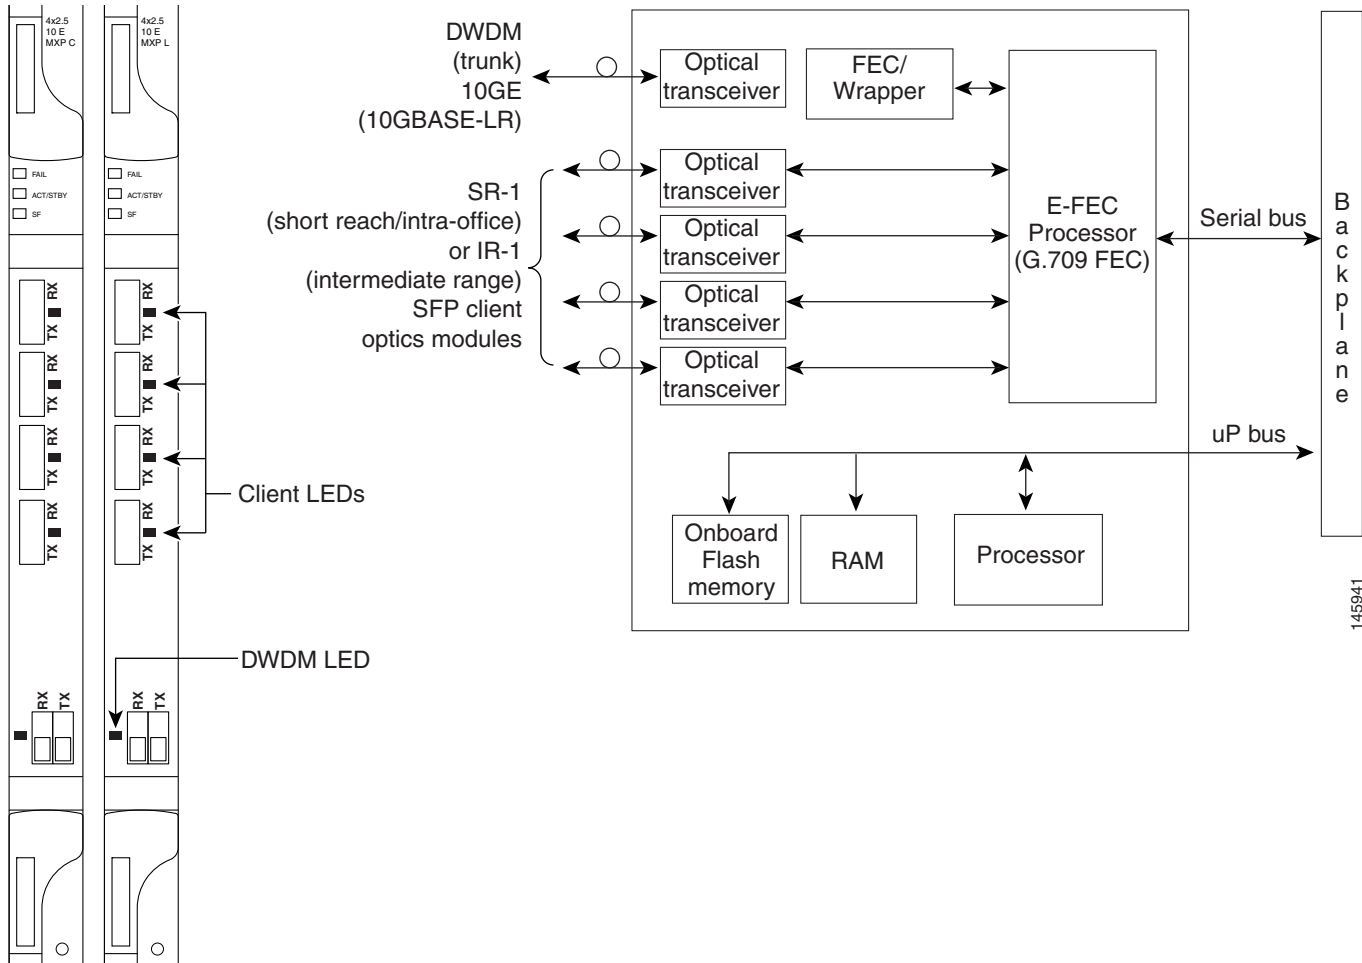 4x2.5
10 E
MXP C
4x2.5
10 E
MXP L
FAIL
ACT/STBY
SF
FAIL
ACT/STBY
SF
RX
TX
RX
TX
RX
TX
RX
TX
RX
TX
RX
TX
RX
TX
RX
TX
Client LEDs
DWDM LED
RX
TX
RX
TX
DWDM
(trunk)
10GE
(10GBASE-LR)
SR-1
(short reach/intra-office)
or IR-1
(intermediate range)
SFP client
optics modules
Optical
transceiver
FEC/
Wrapper
Optical
transceiver
Optical
transceiver
Optical
transceiver
Optical
transceiver
E-FEC
Processor
(G.709 FEC)
Serial bus
uP bus
Onboard
Flash
memory
RAM
Processor
Backplane
145941